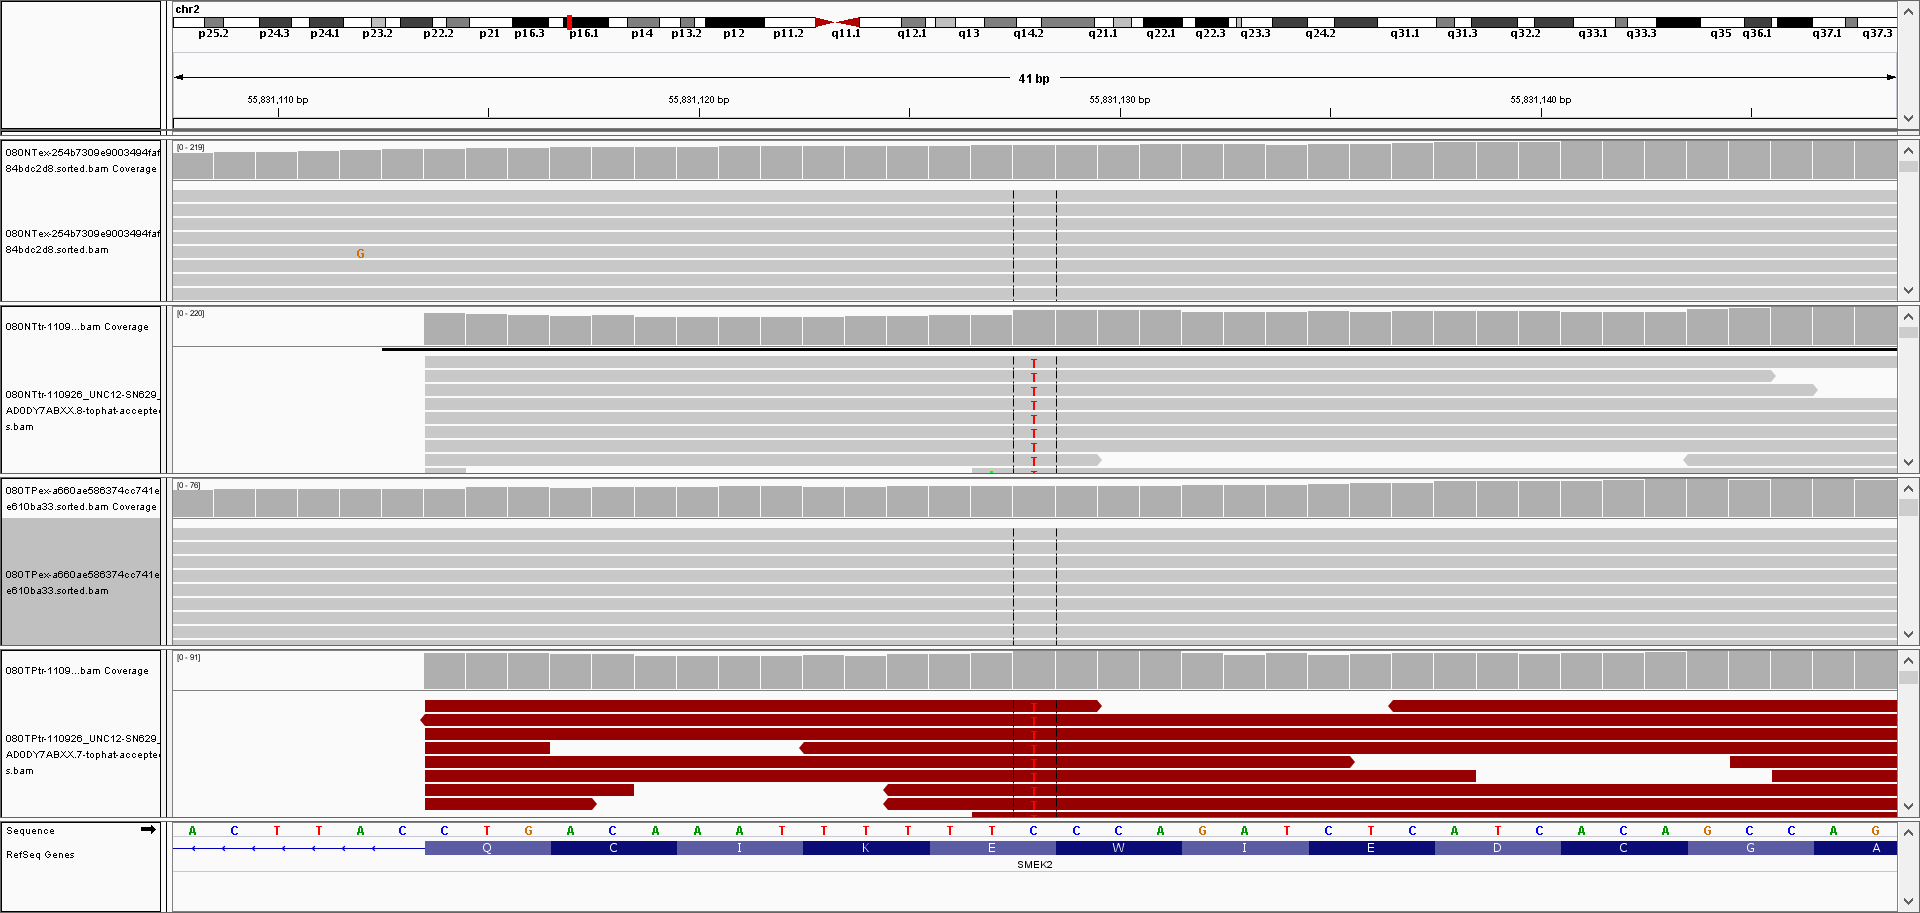 chr2
p25.2 p24.3 p24.1 p23.2 p22.2 p21 p16.3 p16.1 p14 p13.2 p12 p11.2 q11.1 q12.1 q13 q14.2 q21.1 q22.1 q22.3 q23.3 q24.2 q31.1 q31.3 q32.2 q33.1 q33.3 q35 q36.1 q37.1 q37.3
41 bp
55,831,110 bp 55,831,120 bp 55,831,130 bp 55,831,140 bp
[0 - 219]
080NTex-254b7309e9003494faf
84bdc2d8.sorted.bam Coverage
080NTex-254b7309e9003494faf
84bdc2d8.sorted.bam
G
[0 - 220]
080NTtr-1109...bam Coverage
T
T
T
T
T
T
T
T
080NTtr-110926_UNC12-SN629_
AD0DY7ABXX.8-tophat-accepte
s.bam
[0 - 76]
080TPex-a660ae586374cc741e
e610ba33.sorted.bam Coverage
080TPex-a660ae586374cc741e
e610ba33.sorted.bam
[0 - 91]
080TPtr-1109...bam Coverage
T
T
T
T
T
T
T
T
080TPtr-110926_UNC12-SN629_
AD0DY7ABXX.7-tophat-accepte
s.bam
Sequence A C T T A C C T G A C A A A T T T T T T C C C A G A T C T C A T C A C A G C C A G
RefSeq Genes Q C I K E W I E D C G A
SMEK2